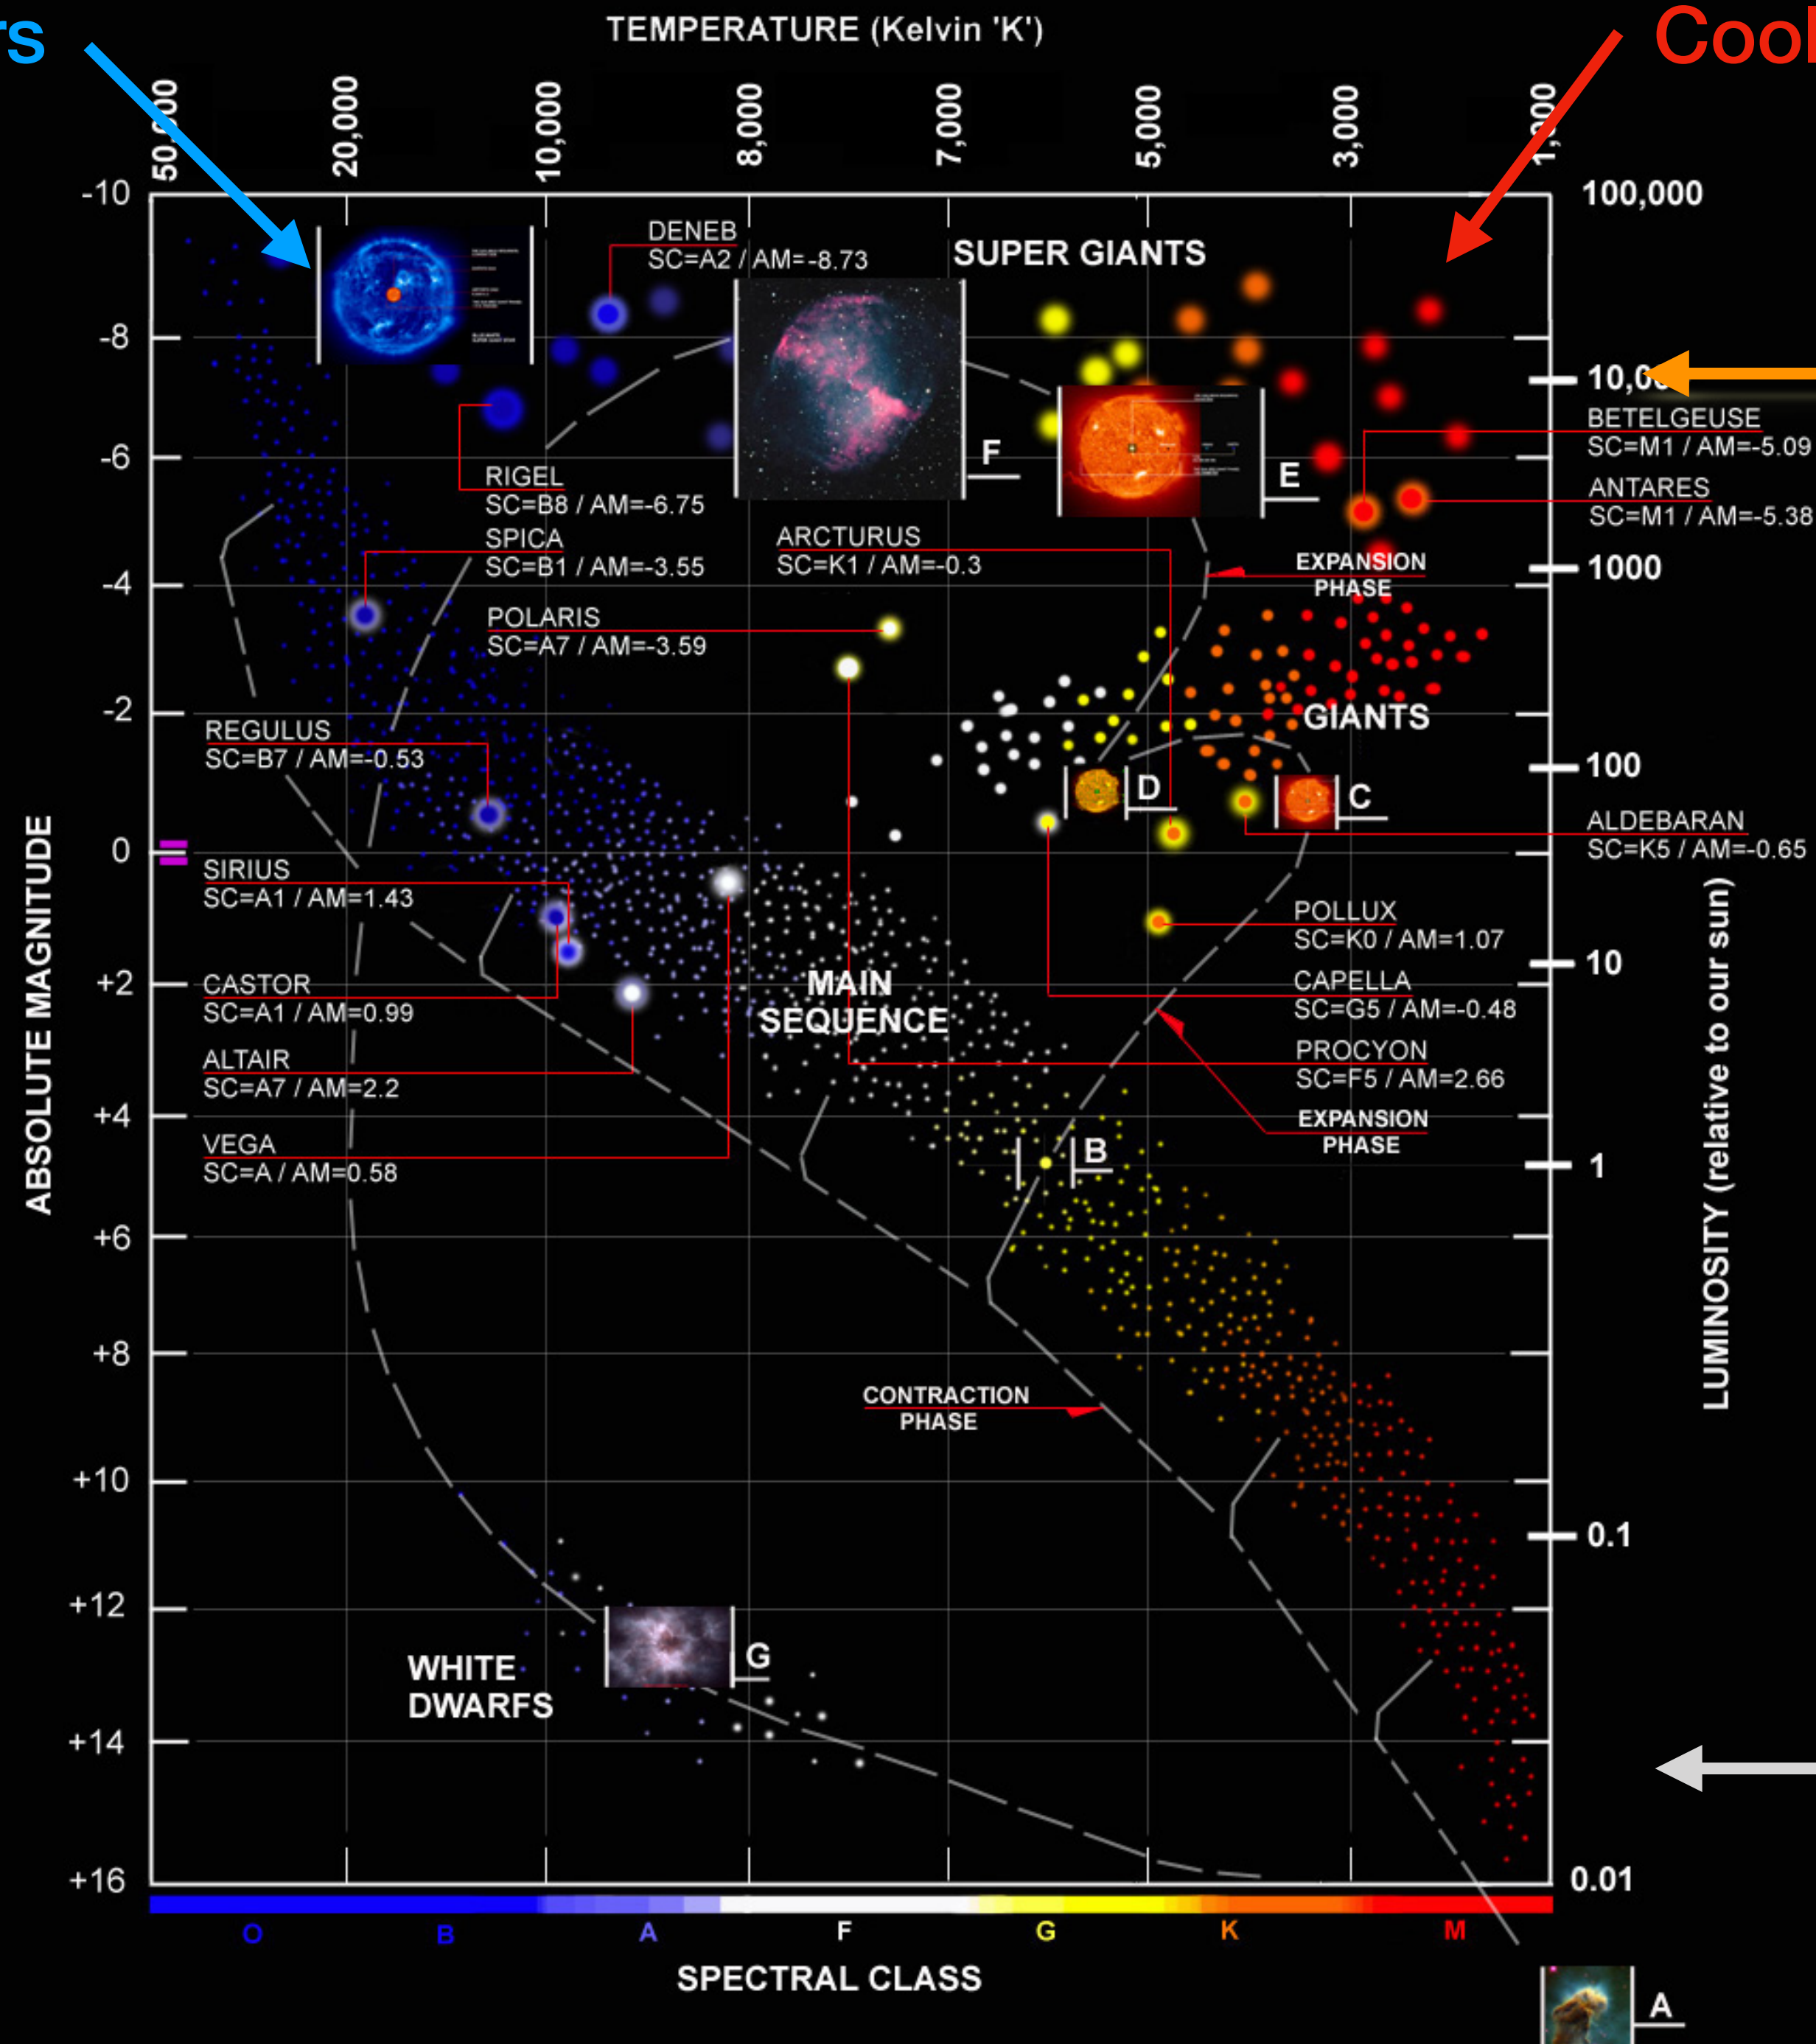 rs
Cool
TEMPERATURE (Kelvin 'K')
20,000
10,000
8,000
7,000
5,000
3,000
-10
-8
-6
-4
-2
0
+2
+4
+6
+8
+10
+12
+14
+16
ABSOLUTE MAGNITUDE
100,000
1000
100
10
1
0.1
0.01
LUMINOSITY (relative to our sun)
DENEB
SC=A2 / AM=-8.73
SUPER GIANTS
F
E
RIGEL
SC=B8 / AM=-6.75
SPICA
SC=B1 / AM=-3.55
ARCTURUS
SC=K1 / AM=-0.3
POLARIS
SC=A7 / AM=-3.59
BETELGEUSE
SC=M1 / AM=-5.09
ANTARES
SC=M1 / AM=-5.38
EXPANSION
PHASE
GIANTS
REGULUS
SC=B7 / AM=-0.53
D
C
ALDEBARAN
SC=K5 / AM=-0.65
SIRIUS
SC=A1 / AM=1.43
POLLUX
SC=K0 / AM=1.07
CASTOR
SC=A1 / AM=0.99
MAIN
SEQUENCE
CAPELLA
SC=G5 / AM=-0.48
ALTAIR
SC=A7 / AM=2.2
PROCYON
SC=F5 / AM=2.66
EXPANSION
PHASE
VEGA
SC=A / AM=0.58
B
CONTRACTION
PHASE
WHITE
DWARFS
G
O B A F G K M
SPECTRAL CLASS
A